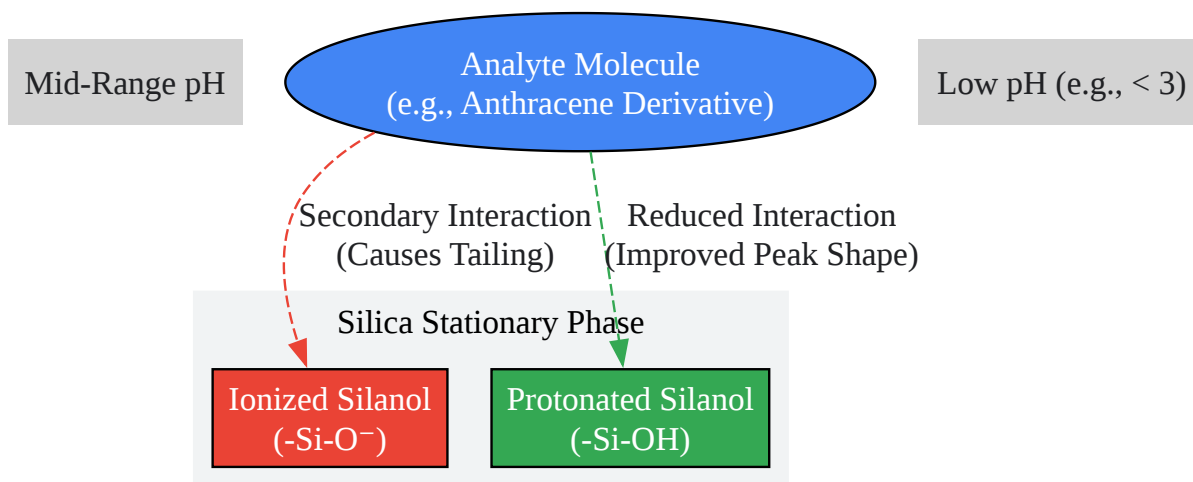 Mid-Range pH
Analyte Molecule
(e.g., Anthracene Derivative)
Low pH (e.g., < 3)
Secondary Interaction
(Causes Tailing)
Reduced Interaction
(Improved Peak Shape)
Silica Stationary Phase
Ionized Silanol
(-Si-O⁻)
Protonated Silanol
(-Si-OH)